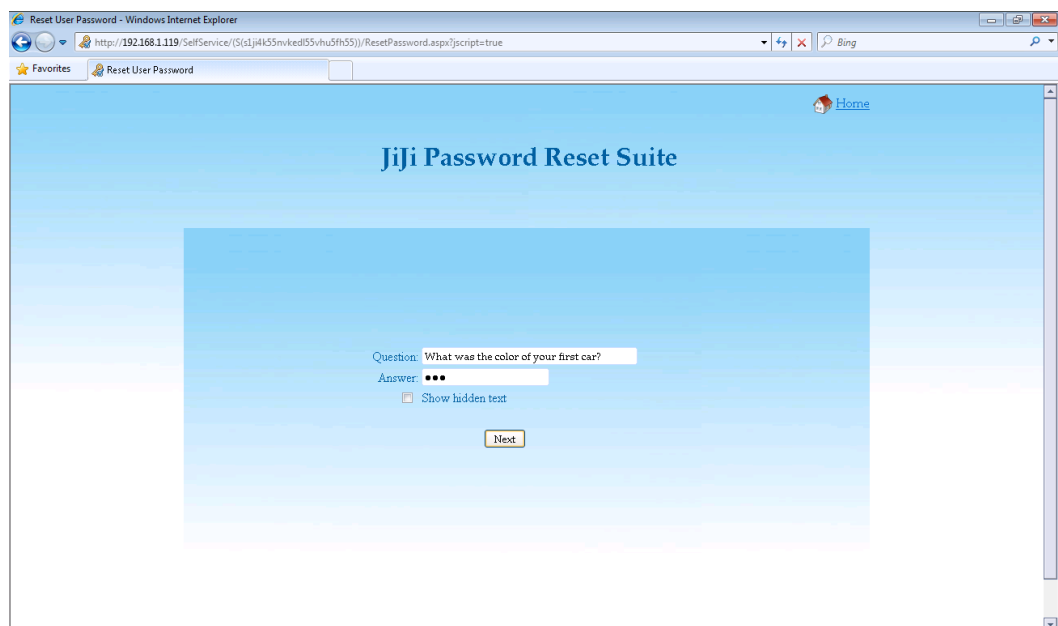 Reset User Password - Windows Internet Explorer
http://192.168.1.119/SelfService/(S(s1ji4k55nvkedl55vhu5fh55))/ResetPassword.aspx?jscript=true
Bing
Favorites
Reset User Password
Home
JiJi Password Reset Suite
Question: What was the color of your first car?
Answer: ●●●
Show hidden text
Next